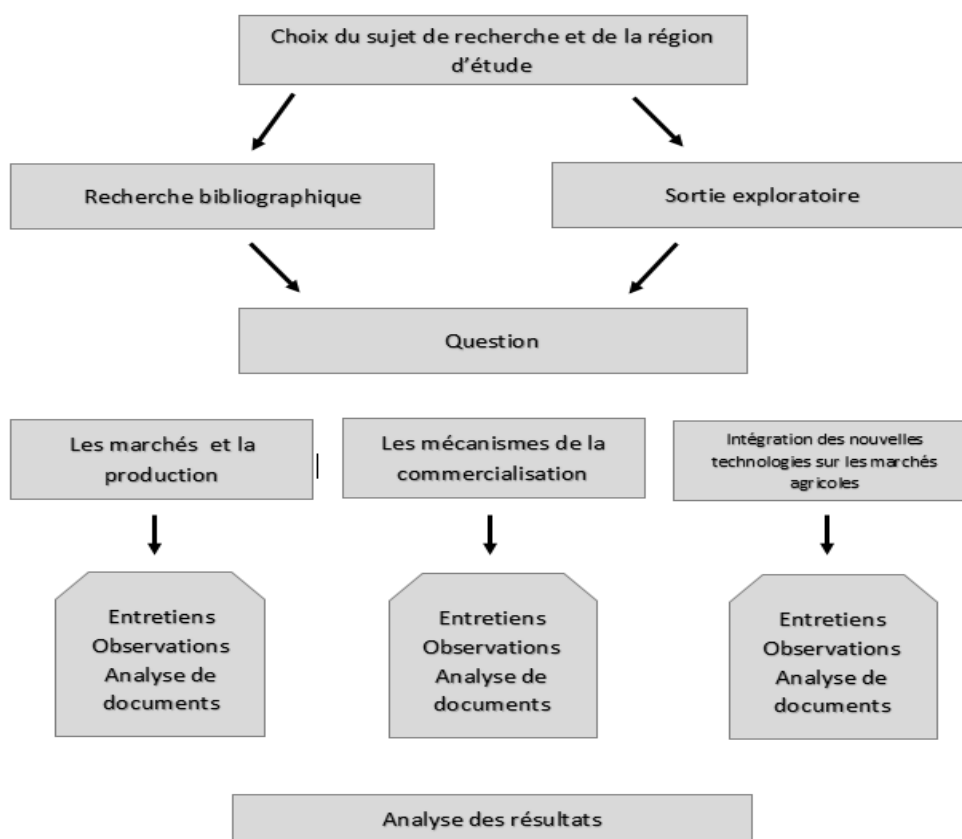 Choix du sujet de recherche et de la région
d'étude
Recherche bibliographique
Sortie exploratoire
Question
Les marchés et la
production
Les mécanismes de la
commercialisation
Intégration des nouvelles
technologies sur les marchés
agricoles
Entretiens
Observations
Analyse de
documents
Entretiens
Observations
Analyse de
documents
Entretiens
Observations
Analyse de
documents
Analyse des résultats